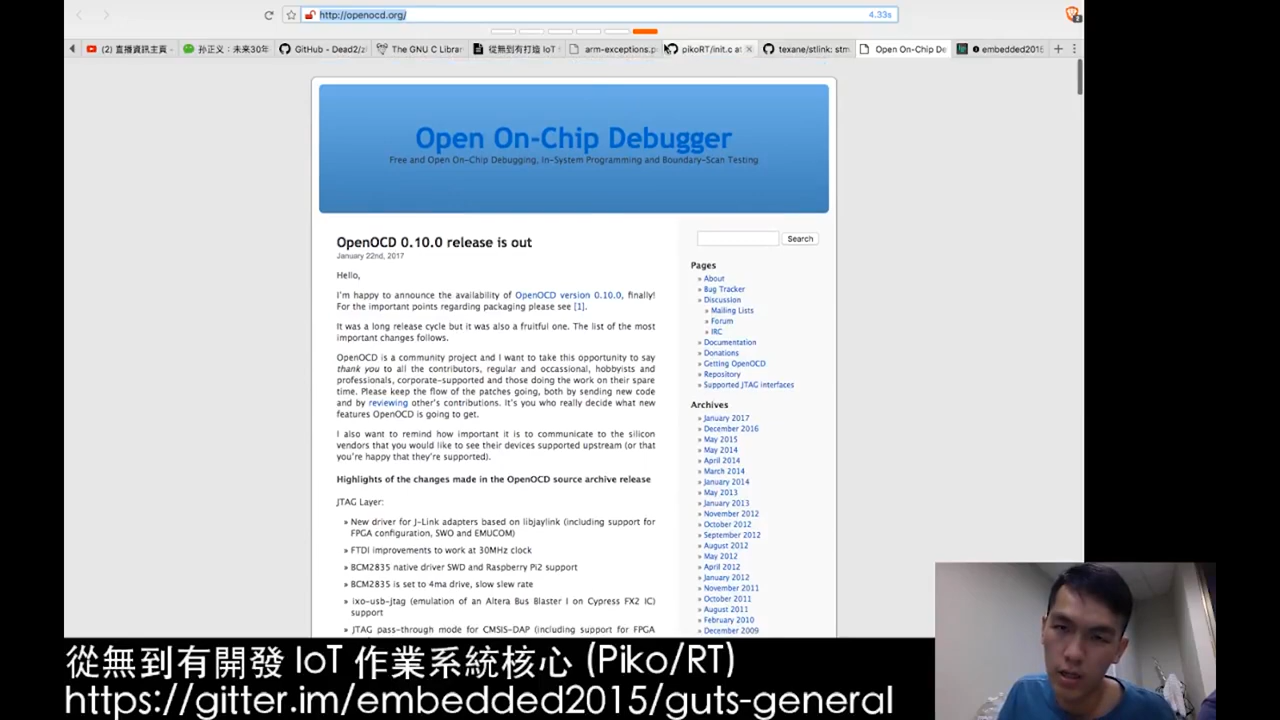 http://openocd.org/
4.33s
(2) 直播資訊主頁 -
孙正义：未来30年
GitHub - Dead2/z
The GNU C Librar
從無到有打造 IoT
arm-exceptions.p
pikoRT/init.c at
texane/stlink: stm
Open On-Chip De
embedded2015
Open On-Chip Debugger
Free and Open On-Chip Debugging, In-System Programming and Boundary-Scan Testing
OpenOCD 0.10.0 release is out
January 22nd, 2017
Hello,
I'm happy to announce the availability of OpenOCD version 0.10.0, finally!
For the important points regarding packaging please see [1].
It was a long release cycle but it was also a fruitful one. The list of the most
important changes follows.
OpenOCD is a community project and I want to take this opportunity to say
thank you to all the contributors, regular and occassional, hobbyists and
professionals, corporate-supported and those doing the work on their spare
time. Please keep the flow of the patches going, both by sending new code
and by reviewing other's contributions. It's you who really decide what new
features OpenOCD is going to get.
I also want to remind how important it is to communicate to the silicon
vendors that you would like to see their devices supported upstream (or that
you're happy that they're supported).
Highlights of the changes made in the OpenOCD source archive release
JTAG Layer:
» New driver for J-Link adapters based on libjaylink (including support for
FPGA configuration, SWO and EMUCOM)
» FTDI improvements to work at 30MHz clock
» BCM2835 native driver SWD and Raspberry Pi2 support
» BCM2835 is set to 4ma drive, slow slew rate
» ixo-usb-jtag (emulation of an Altera Bus Blaster I on Cypress FX2 IC)
support
» JTAG pass-through mode for CMSIS-DAP (including support for FPGA
Search
Pages
» About
» Bug Tracker
» Discussion
» Mailing Lists
» Forum
» IRC
» Documentation
» Donations
» Getting OpenOCD
» Repository
» Supported JTAG interfaces
Archives
» January 2017
» December 2016
» May 2015
» May 2014
» April 2014
» March 2014
» January 2014
» May 2013
» January 2013
» November 2012
» October 2012
» September 2012
» August 2012
» May 2012
» April 2012
» January 2012
» November 2011
» October 2011
» August 2011
» February 2010
» December 2009
從無到有開發 IoT 作業系統核心 (Piko/RT)
https://gitter.im/embedded2015/guts-general